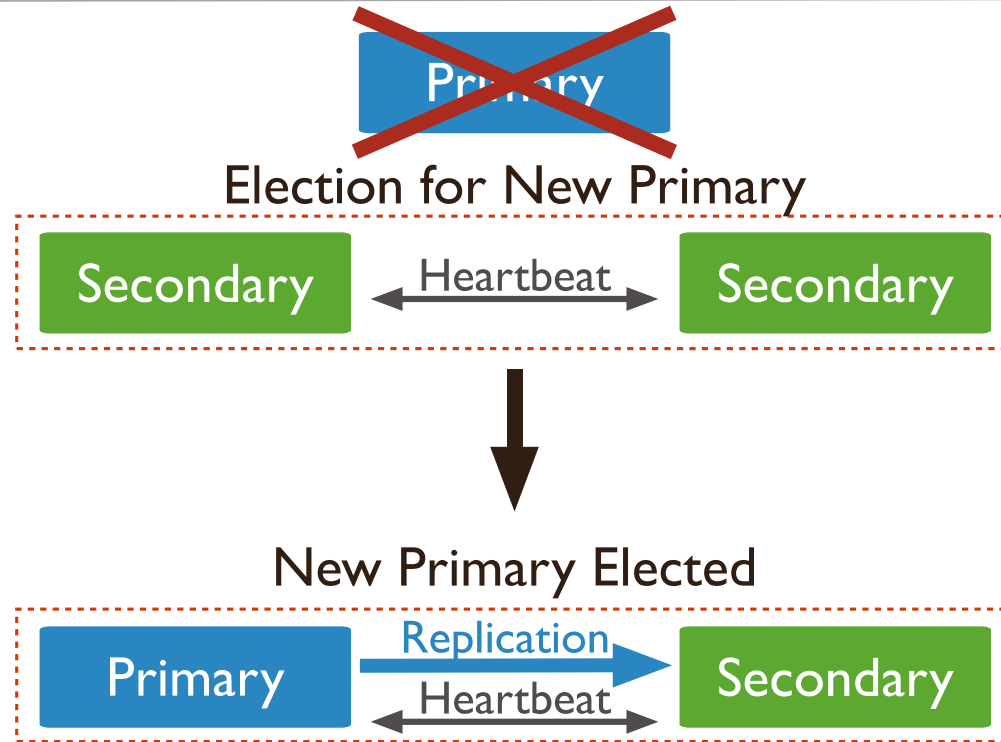 Primary
Election for New Primary
Secondary
Heartbeat
Secondary
New Primary Elected
Primary
Replication
Heartbeat
Secondary